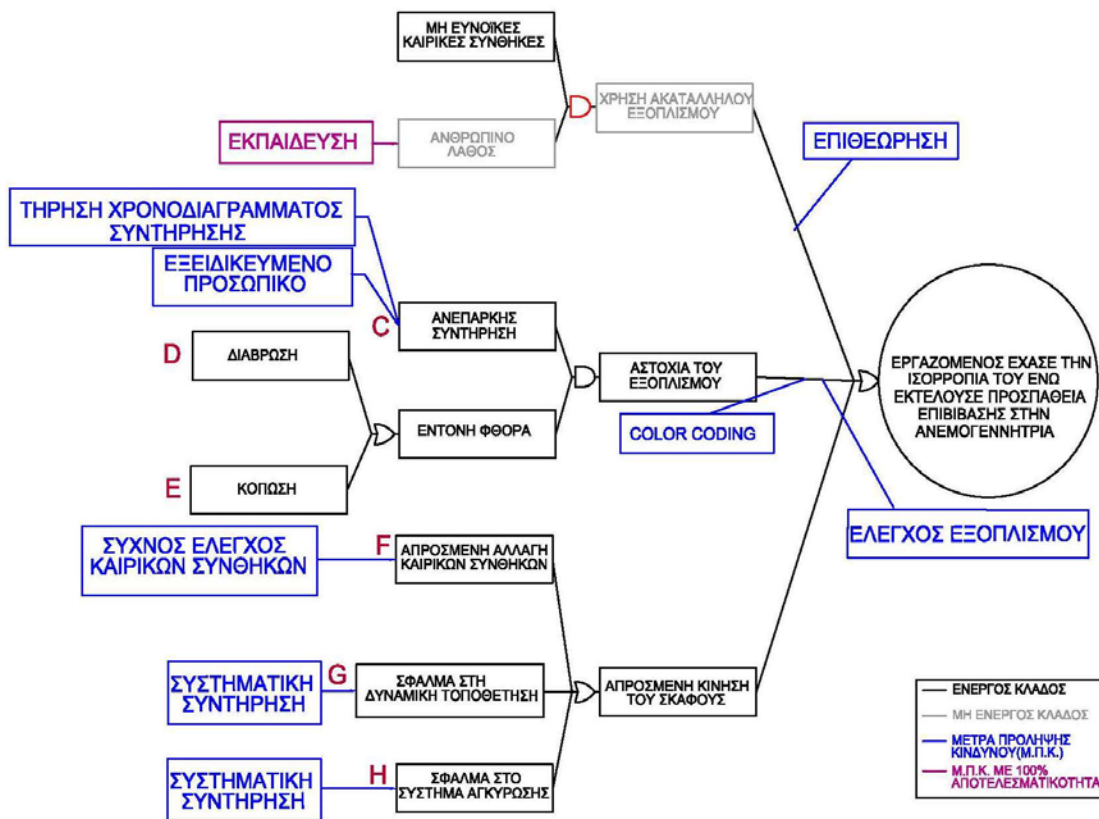 ΜΗ ΕΥΝΟΪΚΕΣ
ΚΑΙΡΙΚΕΣ ΣΥΝΘΗΚΕΣ
ΧΡΗΣΗ ΑΚΑΤΑΛΛΗΛΟΥ
ΕΞΟΠΛΙΣΜΟΥ
ΕΚΠΑΙΔΕΥΣΗ
ΑΝΘΡΩΠΙΝΟ
ΛΑΘΟΣ
ΕΠΙΘΕΩΡΗΣΗ
ΤΗΡΗΣΗ ΧΡΟΝΟΔΙΑΓΡΑΜΜΑΤΟΣ
ΣΥΝΤΗΡΗΣΗΣ
ΕΞΕΙΔΙΚΕΥΜΕΝΟ
ΠΡΟΣΩΠΙΚΟ
C
ΑΝΕΠΑΡΚΗΣ
ΣΥΝΤΗΡΗΣΗ
D
ΔΙΑΒΡΩΣΗ
ΑΣΤΟΧΙΑ ΤΟΥ
ΕΞΟΠΛΙΣΜΟΥ
ΕΡΓΑΖΟΜΕΝΟΣ ΕΧΑΣΕ ΤΗΝ
ΙΣΟΡΡΟΠΙΑ ΤΟΥ ΕΝΩ
ΕΚΤΕΛΟΥΣΕ ΠΡΟΣΠΑΘΕΙΑ
ΕΠΙΒΙΒΑΣΗΣ ΣΤΗΝ
ΑΝΕΜΟΓΕΝΝΗΤΡΙΑ
ΕΝΤΟΝΗ ΦΘΟΡΑ
COLOR CODING
E
ΚΟΠΩΣΗ
ΕΛΕΓΧΟΣ ΕΞΟΠΛΙΣΜΟΥ
ΣΥΧΝΟΣ ΕΛΕΓΧΟΣ
ΚΑΙΡΙΚΩΝ ΣΥΝΘΗΚΩΝ
F
ΑΠΡΟΣΜΕΝΗ ΑΛΛΑΓΗ
ΚΑΙΡΙΚΩΝ ΣΥΝΘΗΚΩΝ
ΣΥΣΤΗΜΑΤΙΚΗ
ΣΥΝΤΗΡΗΣΗ
G
ΣΦΑΛΜΑ ΣΤΗ
ΔΥΝΑΜΙΚΗ ΤΟΠΟΘΕΤΗΣΗ
ΑΠΡΟΣΜΕΝΗ ΚΙΝΗΣΗ
ΤΟΥ ΣΚΑΦΟΥΣ
ΣΥΣΤΗΜΑΤΙΚΗ
ΣΥΝΤΗΡΗΣΗ
H
ΣΦΑΛΜΑ ΣΤΟ
ΣΥΣΤΗΜΑ ΑΓΚΥΡΩΣΗΣ
ΕΝΕΡΓΟΣ ΚΛΑΔΟΣ
ΜΗ ΕΝΕΡΓΟΣ ΚΛΑΔΟΣ
ΜΕΤΡΑ ΠΡΟΛΗΨΗΣ
ΚΙΝΔΥΝΟΥ(Μ.Π.Κ.)
Μ.Π.Κ. ΜΕ 100%
ΑΠΟΤΕΛΕΣΜΑΤΙΚΟΤΗΤΑ